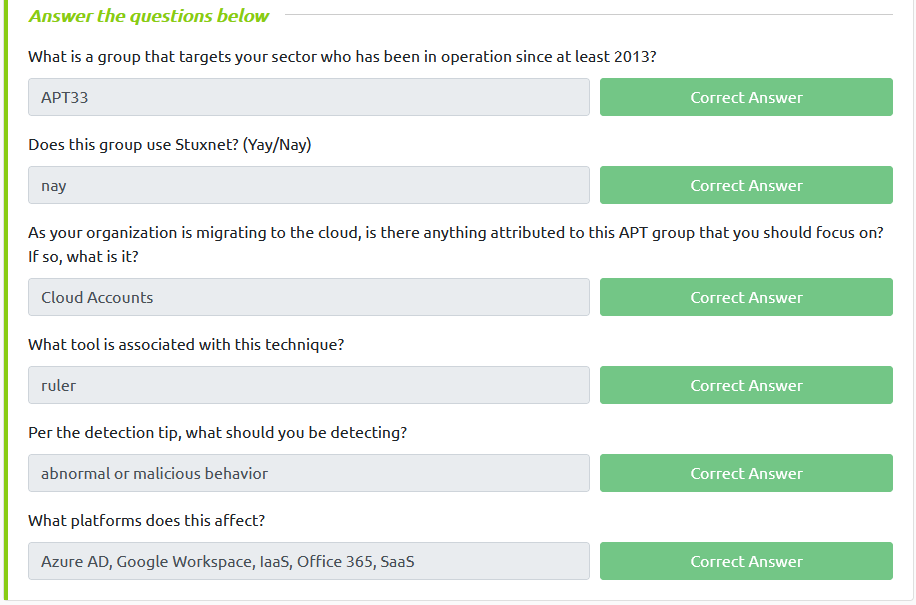 Answer the questions below
What is a group that targets your sector who has been in operation since at least 2013?
APT33
Correct Answer
Does this group use Stuxnet? (Yay/Nay)
nay
Correct Answer
As your organization is migrating to the cloud, is there anything attributed to this APT group that you should focus on?
If so, what is it?
Cloud Accounts
Correct Answer
What tool is associated with this technique?
ruler
Correct Answer
Per the detection tip, what should you be detecting?
abnormal or malicious behavior
Correct Answer
What platforms does this affect?
Azure AD, Google Workspace, IaaS, Office 365, SaaS
Correct Answer